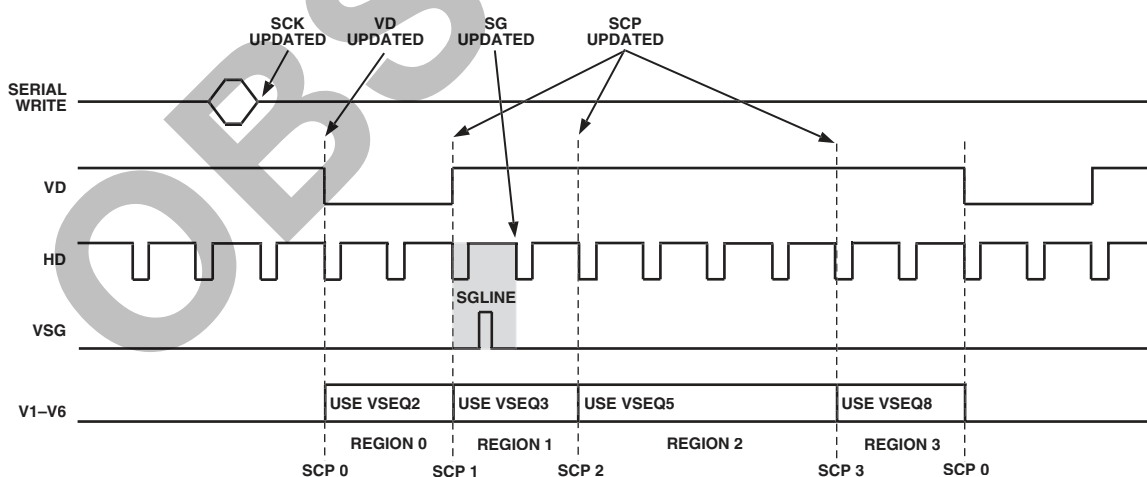 SCK
UPDATED
VD
UPDATED
SG
UPDATED
SCP
UPDATED
SERIAL
WRITE
VD
HD
SGLINE
VSG
V1–V6
USE VSEQ2
USE VSEQ3
USE VSEQ5
USE VSEQ8
REGION 0
REGION 1
REGION 2
REGION 3
SCP 0
SCP 1
SCP 2
SCP 3
SCP 0
OBS